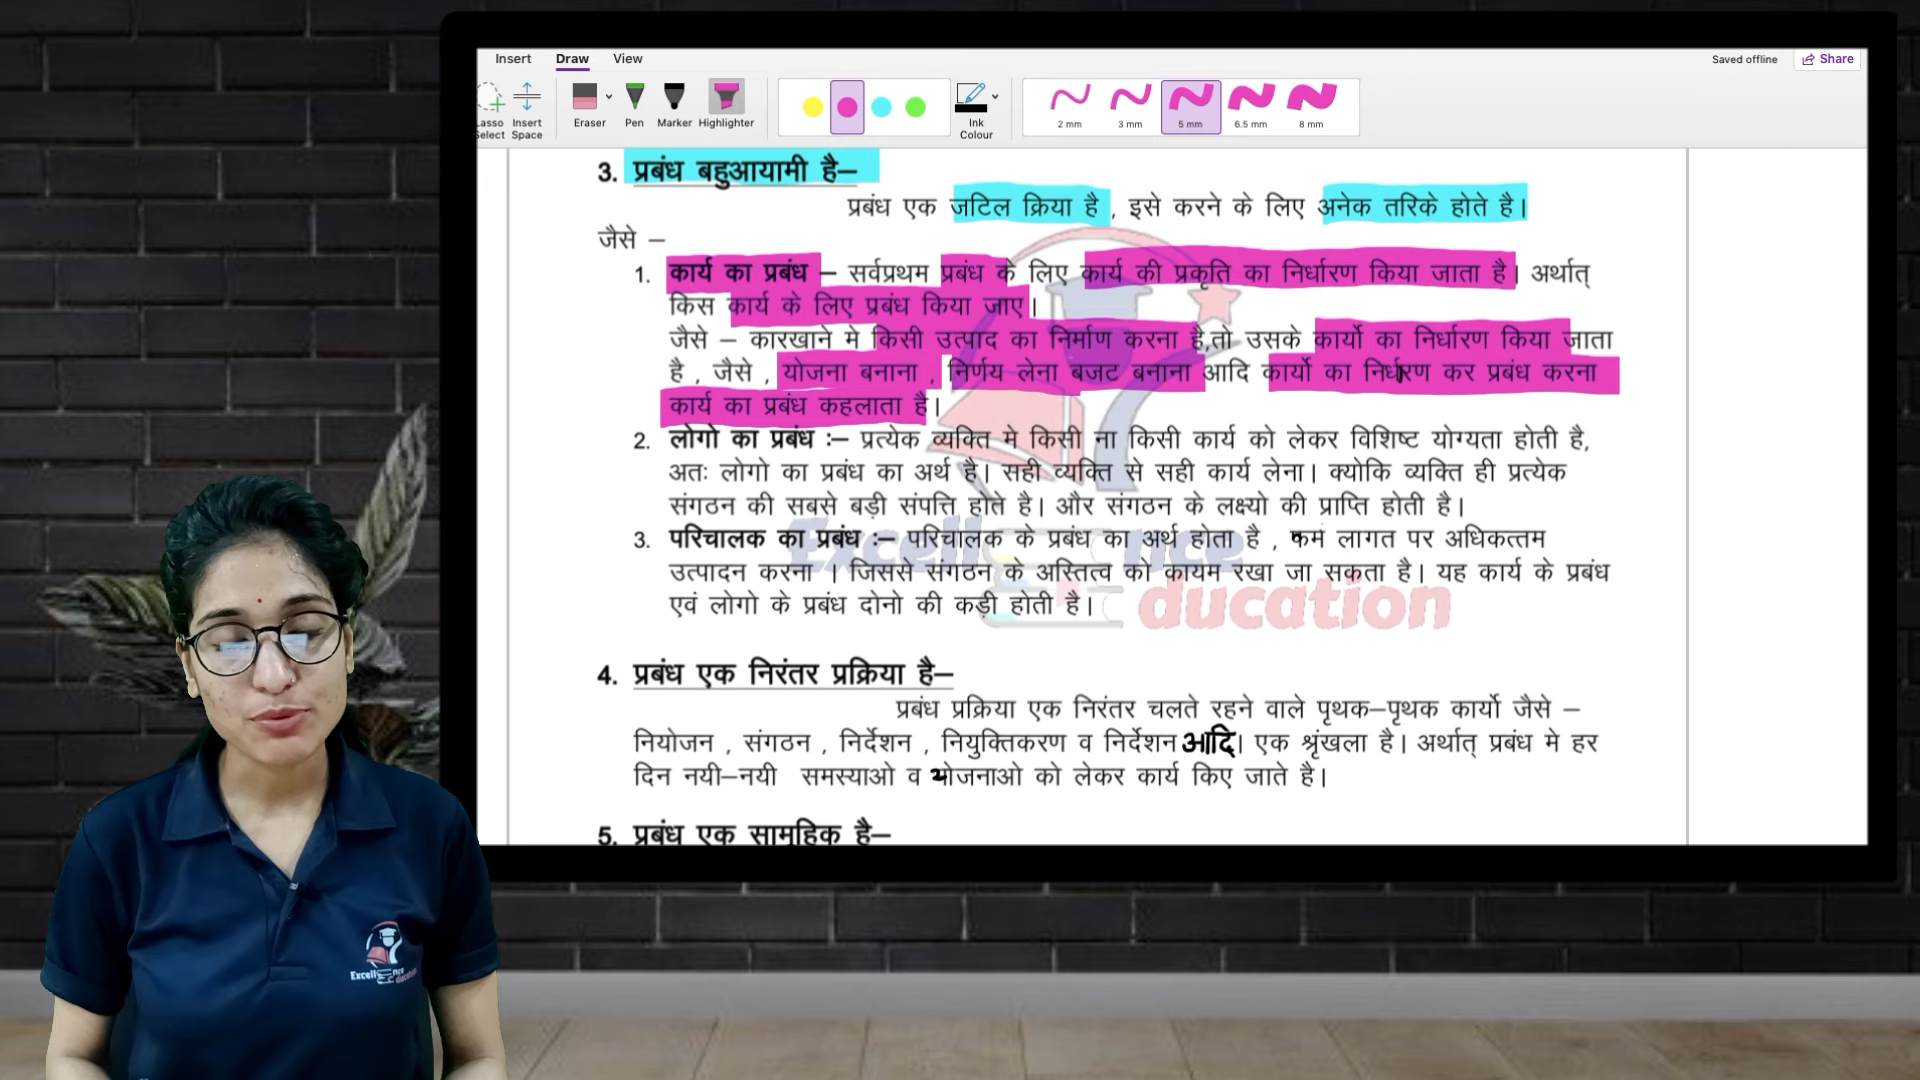 Insert Draw View
Saved offline Share
Lasso Select
Insert Space
Eraser
Pen
Marker
Highlighter
Ink Colour
2 mm
3 mm
5 mm
6.5 mm
8 mm
3. प्रबंध बहुआयामी है–
प्रबंध एक जटिल क्रिया है , इसे करने के लिए अनेक तरिके होते है।
जैसे –
1. कार्य का प्रबंध – सर्वप्रथम प्रबंध के लिए कार्य की प्रकृति का निर्धारण किया जाता है। अर्थात्
किस कार्य के लिए प्रबंध किया जाए।
जैसे – कारखाने मे किसी उत्पाद का निर्माण करना है,तो उसके कार्यो का निर्धारण किया जाता
है , जैसे , योजना बनाना , निर्णय लेना बजट बनाना आदि कार्यो का निर्धारण कर प्रबंध करना
कार्य का प्रबंध कहलाता है।
2. लोगो का प्रबंध :– प्रत्येक व्यक्ति मे किसी ना किसी कार्य को लेकर विशिष्ट योग्यता होती है,
अतः लोगो का प्रबंध का अर्थ है। सही व्यक्ति से सही कार्य लेना। क्योकि व्यक्ति ही प्रत्येक
संगठन की सबसे बड़ी संपत्ति होते है। और संगठन के लक्ष्यो की प्राप्ति होती है।
3. परिचालक का प्रबंध :– परिचालक के प्रबंध का अर्थ होता है , कम लागत पर अधिकत्तम
उत्पादन करना । जिससे संगठन के अस्तित्व को कायम रखा जा सकता है। यह कार्य के प्रबंध
एवं लोगो के प्रबंध दोनो की कड़ी होती है।
4. प्रबंध एक निरंतर प्रक्रिया है–
प्रबंध प्रक्रिया एक निरंतर चलते रहने वाले पृथक–पृथक कार्यो जैसे –
नियोजन , संगठन , निर्देशन , नियुक्तिकरण व निर्देशन आदि। एक श्रृंखला है। अर्थात् प्रबंध मे हर
दिन नयी–नयी समस्याओ व योजनाओ को लेकर कार्य किए जाते है।
5. प्रबंध एक सामूहिक है–
Excellence
ducation
Excellence
ducation